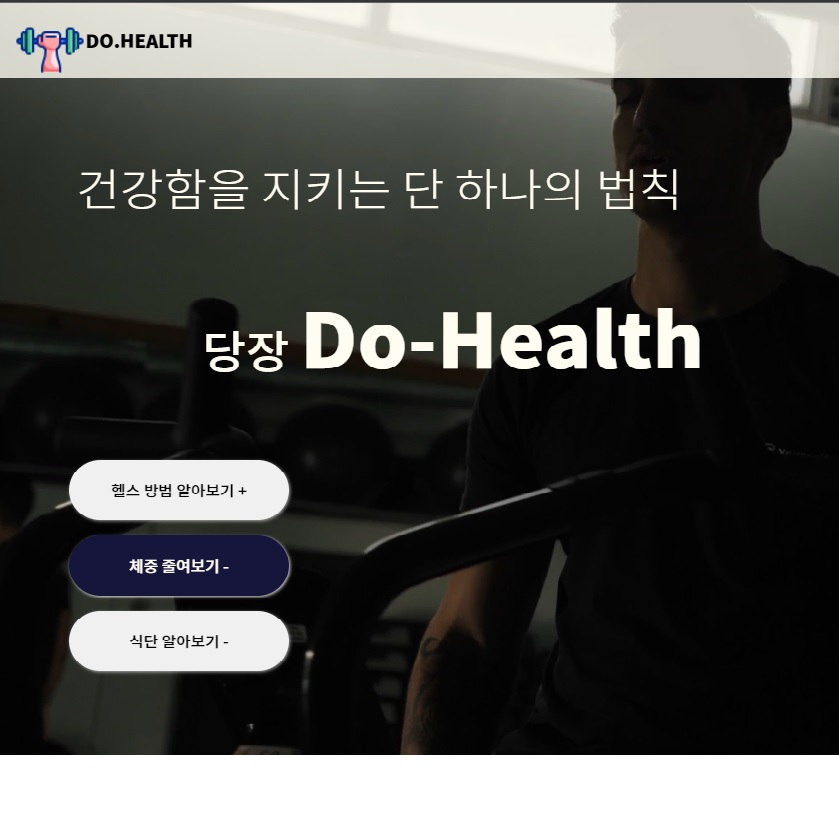 DO.HEALTH
건강함을 지키는 단 하나의 법칙
당장 Do-Health
헬스 방법 알아보기 +
체중 줄여보기 -
식단 알아보기 -